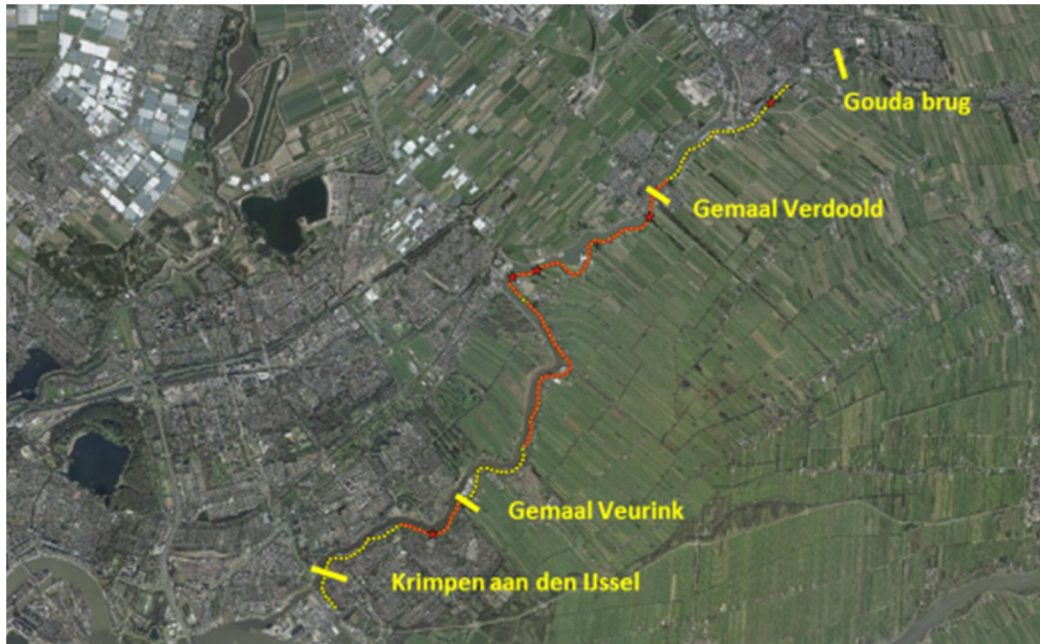 Gouda brug
Gemaal Verdoold
Gemaal Veurink
Krimpen aan den IJssel